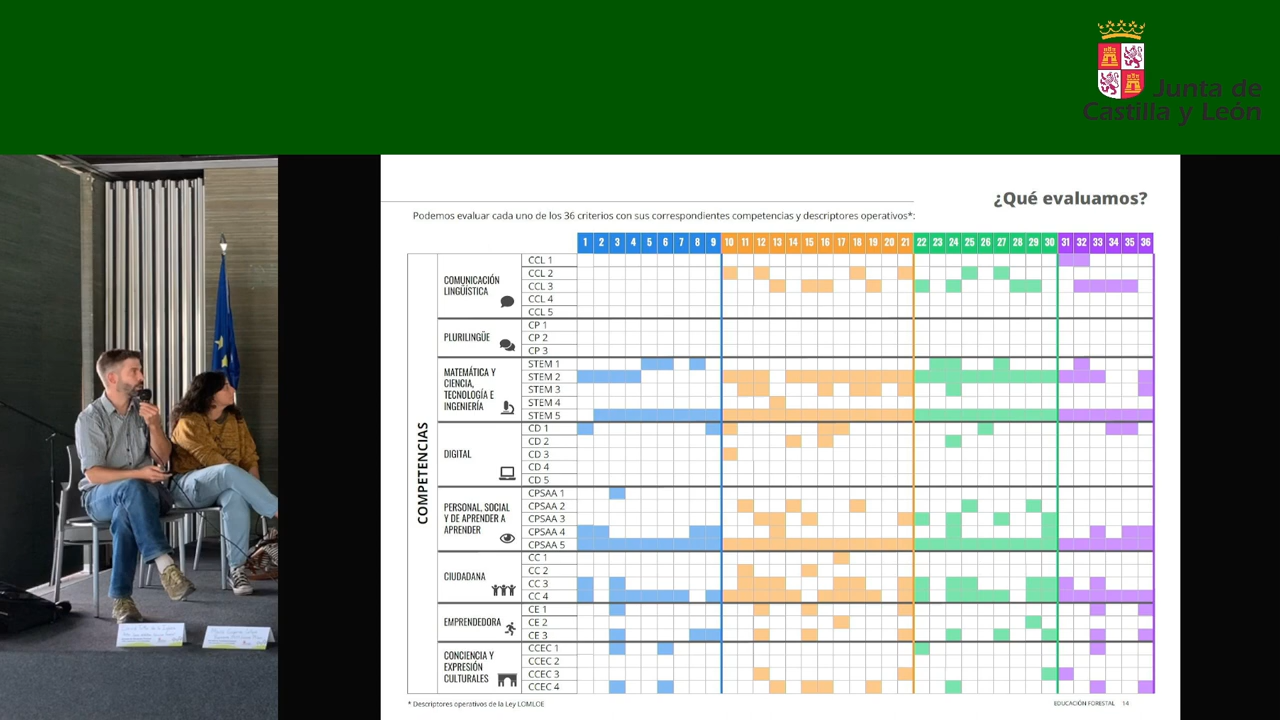 Junta de
Castilla y León
¿Qué evaluamos?
Podemos evaluar cada uno de los 36 criterios con sus correspondientes competencias y descriptores operativos*:
1 2 3 4 5 6 7 8 9 10 11 12 13 14 15 16 17 18 19 20 21 22 23 24 25 26 27 28 29 30 31 32 33 34 35 36
COMPETENCIAS
COMUNICACIÓN
LINGÜÍSTICA
CCL 1
CCL 2
CCL 3
CCL 4
CCL 5
PLURILINGÜE
CP 1
CP 2
CP 3
MATEMÁTICA Y
CIENCIA,
TECNOLOGÍA E
INGENIERÍA
STEM 1
STEM 2
STEM 3
STEM 4
STEM 5
DIGITAL
CD 1
CD 2
CD 3
CD 4
CD 5
PERSONAL, SOCIAL
Y DE APRENDER A
APRENDER
CPSAA 1
CPSAA 2
CPSAA 3
CPSAA 4
CPSAA 5
CIUDADANA
CC 1
CC 2
CC 3
CC 4
EMPRENDEDORA
CE 1
CE 2
CE 3
CONCIENCIA Y
EXPRESIÓN
CULTURALES
CCEC 1
CCEC 2
CCEC 3
CCEC 4
* Descriptores operativos de la Ley LOMLOE
EDUCACIÓN FORESTAL 14